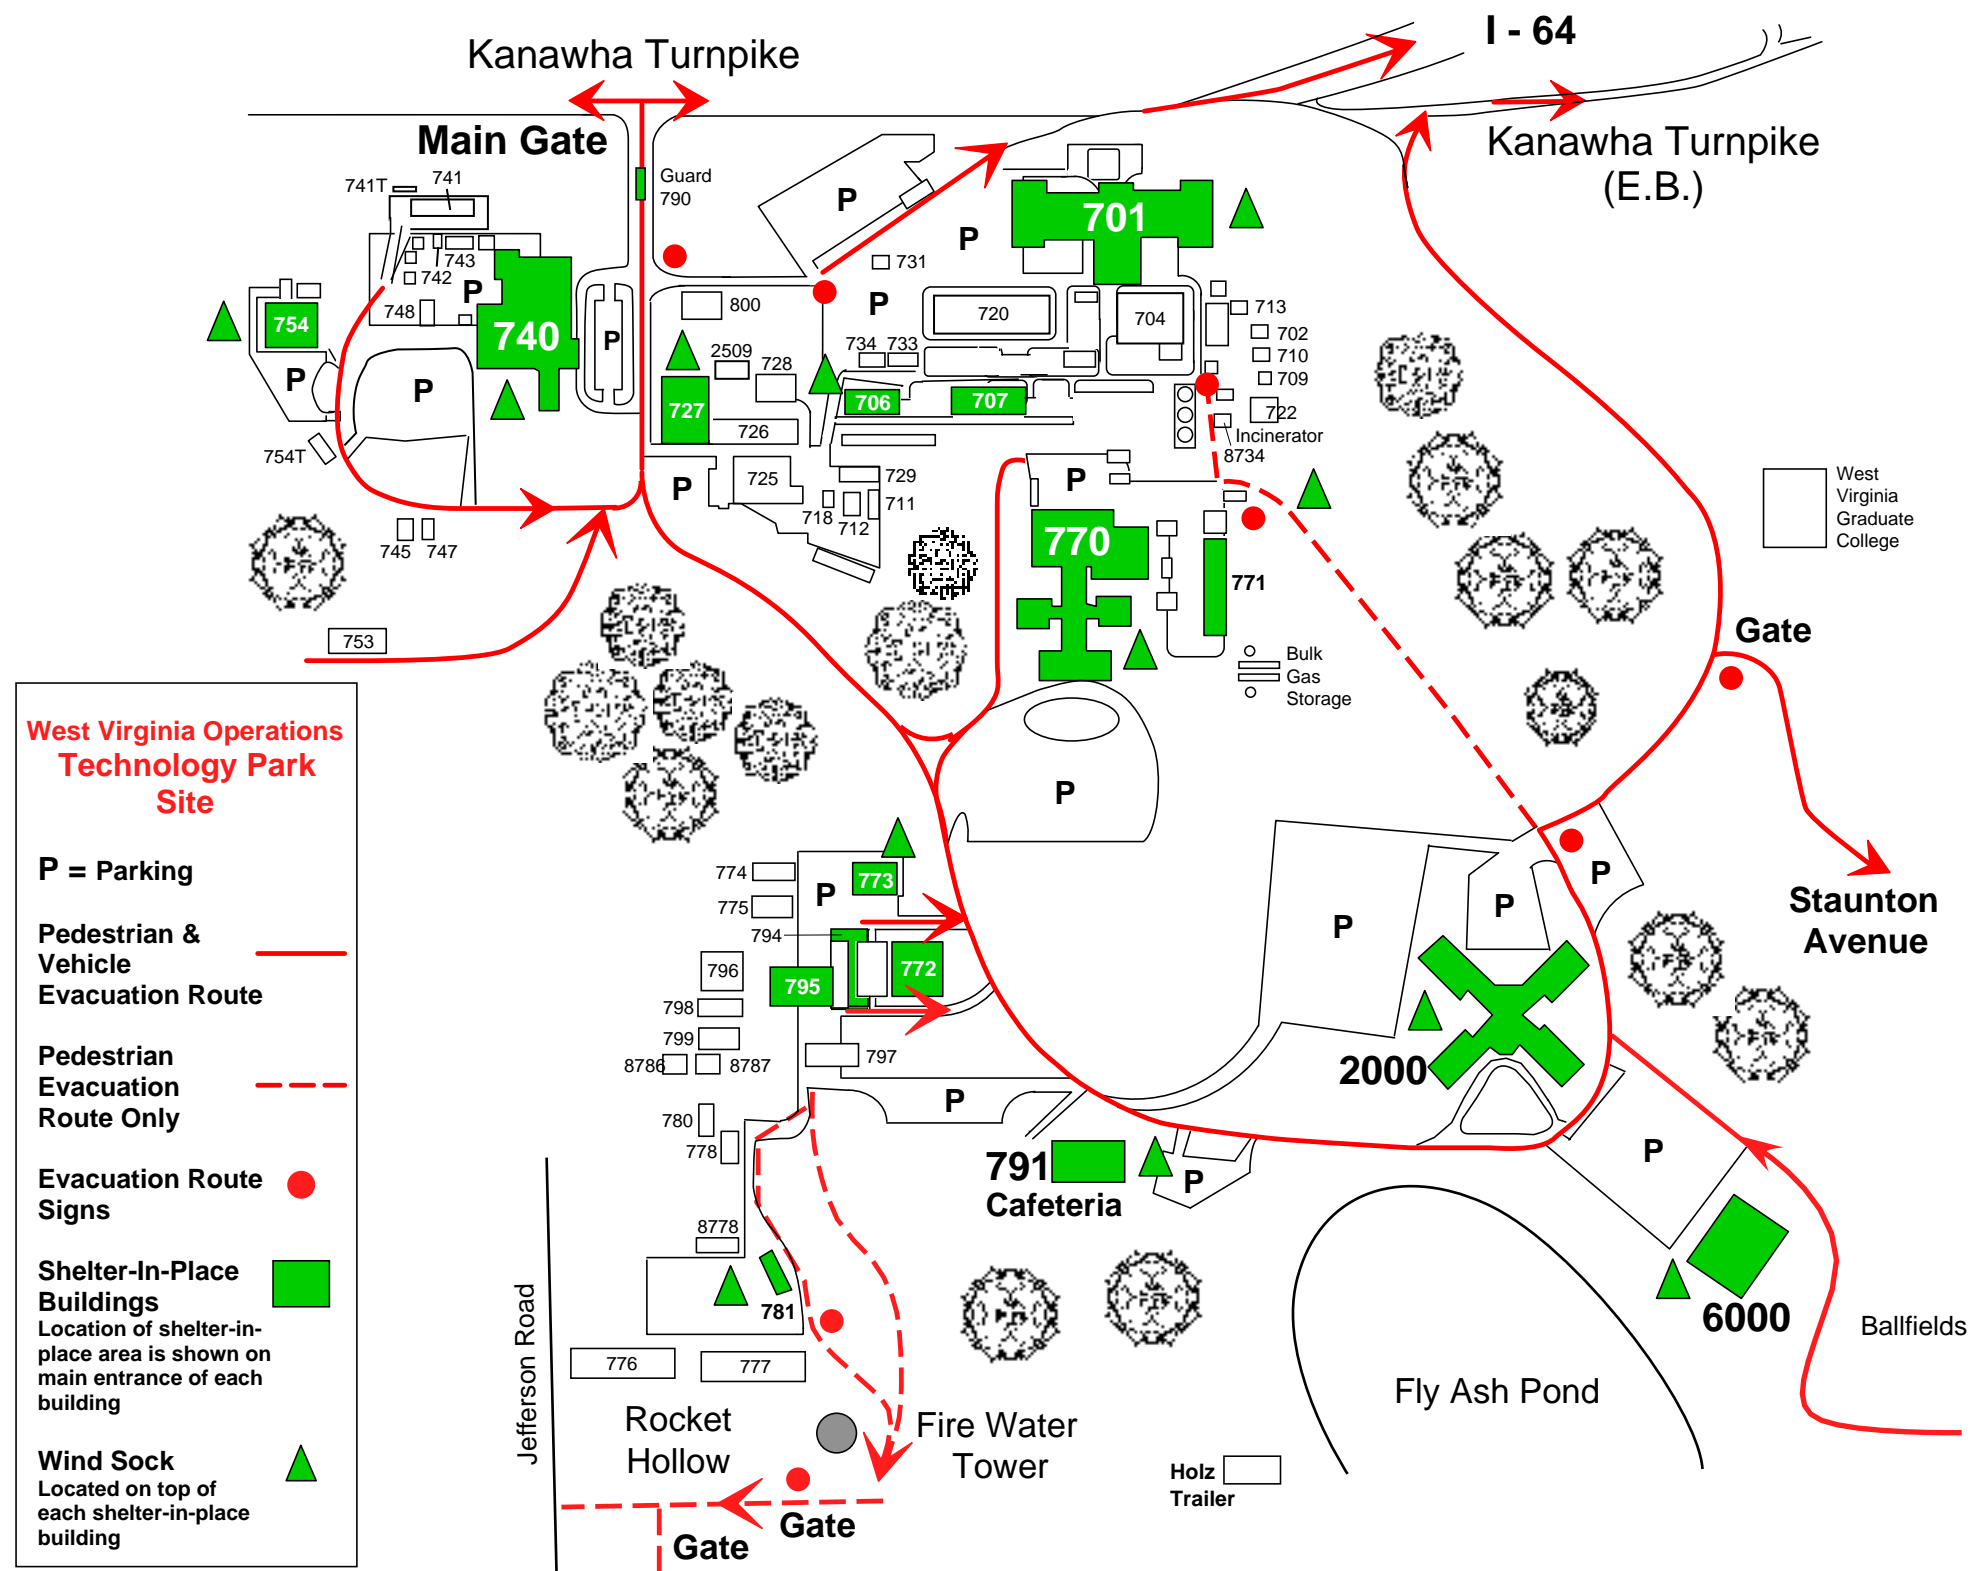 I - 64
Kanawha Turnpike
Main Gate
Kanawha Turnpike
(E.B.)
Guard
790
741T
741
743
742
748
P
740
754
P
P
754T
745
747
753
P
P
P
P
731
701
800
720
704
713
702
710
709
722
Incinerator
8734
2509
728
734
733
706
707
727
726
P
725
729
711
718
712
P
770
771
Bulk
Gas
Storage
West
Virginia
Graduate
College
Gate
Staunton
Avenue
P
774
775
P
773
794
796
795
772
798
799
8786
8787
797
780
778
P
P
P
P
2000
791
Cafeteria
P
P
6000
Ballfields
Fly Ash Pond
8778
781
776
777
Jefferson Road
Rocket
Hollow
Fire Water
Tower
Holz
Trailer
Gate
Gate
West Virginia Operations
Technology Park
Site
P = Parking
Pedestrian &
Vehicle
Evacuation Route
Pedestrian
Evacuation
Route Only
Evacuation Route
Signs
Shelter-In-Place
Buildings
Location of shelter-in-
place area is shown on
main entrance of each
building
Wind Sock
Located on top of
each shelter-in-place
building